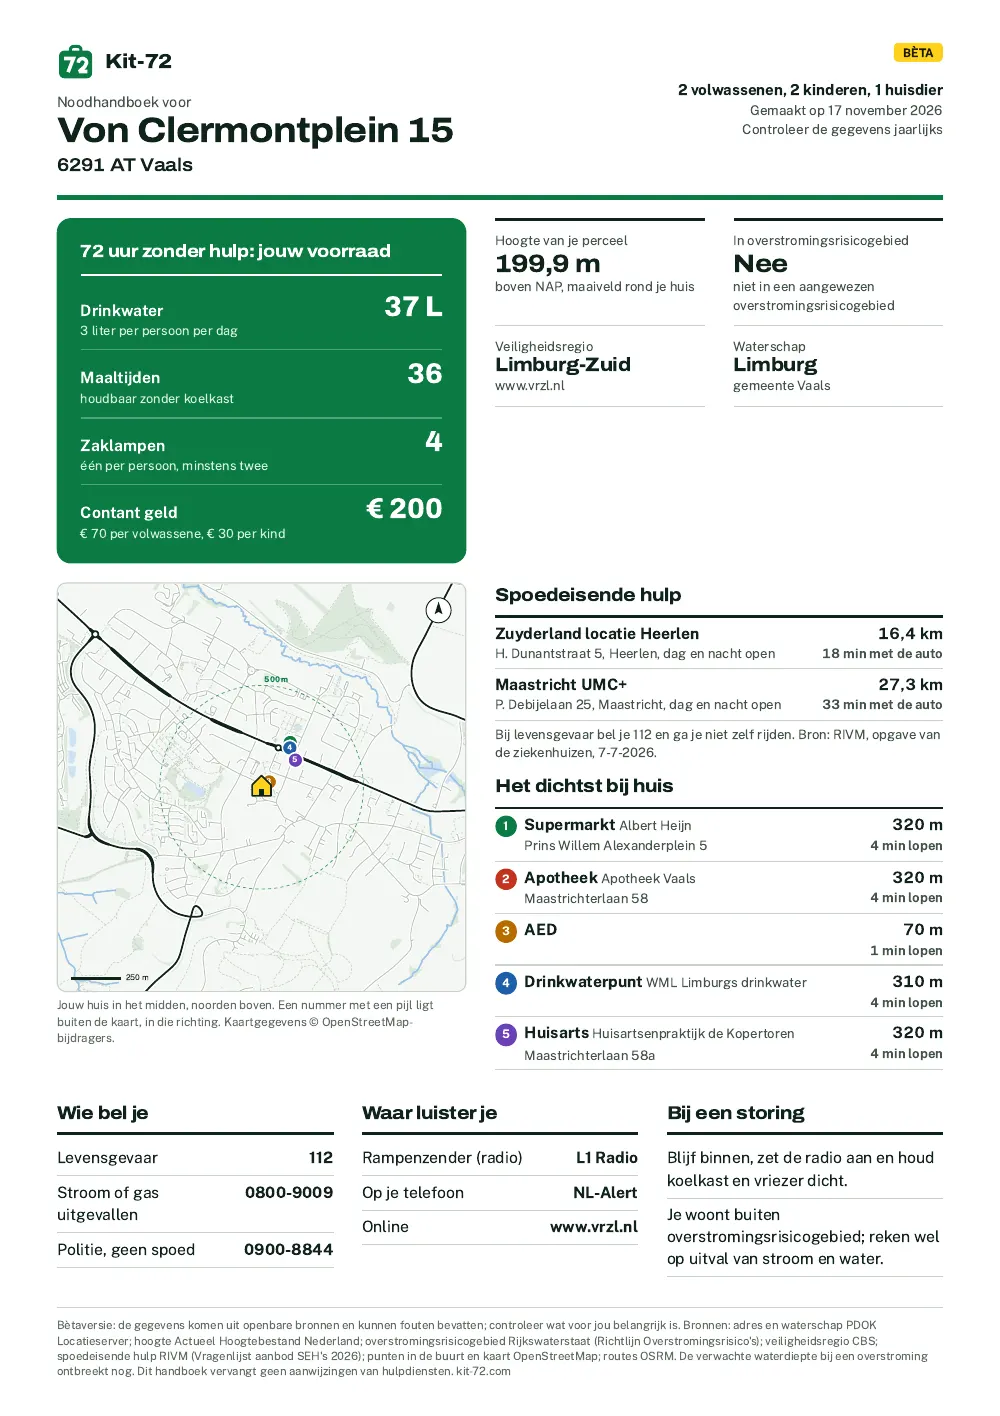 72
Kit-72
BÈTA
Noodhandboek voor
Von Clermontplein 15
6291 AT Vaals
2 volwassenen, 2 kinderen, 1 huisdier
Gemaakt op 17 november 2026
Controleer de gegevens jaarlijks
72 uur zonder hulp: jouw voorraad
Drinkwater 37 L
3 liter per persoon per dag
Maaltijden 36
houdbaar zonder koelkast
Zaklampen 4
één per persoon, minstens twee
Contant geld € 200
€ 70 per volwassene, € 30 per kind
Hoogte van je perceel
199,9 m
boven NAP, maaiveld rond je huis
In overstromingsrisicogebied
Nee
niet in een aangewezen
overstromingsrisicogebied
Veiligheidsregio
Limburg-Zuid
www.vrzl.nl
Waterschap
Limburg
gemeente Vaals
500m
4
5
250 m
Jouw huis in het midden, noorden boven. Een nummer met een pijl ligt
buiten de kaart, in die richting. Kaartgegevens © OpenStreetMap-
bijdragers.
Spoedeisende hulp
Zuyderland locatie Heerlen 16,4 km
H. Dunantstraat 5, Heerlen, dag en nacht open 18 min met de auto
Maastricht UMC+ 27,3 km
P. Debijelaan 25, Maastricht, dag en nacht open 33 min met de auto
Bij levensgevaar bel je 112 en ga je niet zelf rijden. Bron: RIVM, opgave van
de ziekenhuizen, 7-7-2026.
Het dichtst bij huis
1 Supermarkt Albert Heijn 320 m
Prins Willem Alexanderplein 5 4 min lopen
2 Apotheek Apotheek Vaals 320 m
Maastrichterlaan 58 4 min lopen
3 AED 70 m
1 min lopen
4 Drinkwaterpunt WML Limburgs drinkwater 310 m
4 min lopen
5 Huisarts Huisartsenpraktijk de Kopertoren 320 m
Maastrichterlaan 58a 4 min lopen
Wie bel je
Levensgevaar 112
Stroom of gas 0800-9009
uitgevallen
Politie, geen spoed 0900-8844
Waar luister je
Rampenzender (radio) L1 Radio
Op je telefoon NL-Alert
Online www.vrzl.nl
Bij een storing
Blijf binnen, zet de radio aan en houd
koelkast en vriezer dicht.
Je woont buiten
overstromingsrisicogebied; reken wel
op uitval van stroom en water.
Bètaversie: de gegevens komen uit openbare bronnen en kunnen fouten bevatten; controleer wat voor jou belangrijk is. Bronnen: adres en waterschap PDOK
Locatieserver; hoogte Actueel Hoogtebestand Nederland; overstromingsrisicogebied Rijkswaterstaat (Richtlijn Overstromingsrisico's); veiligheidsregio CBS;
spoedeisende hulp RIVM (Vragenlijst aanbod SEH's 2026); punten in de buurt en kaart OpenStreetMap; routes OSRM. De verwachte waterdiepte bij een overstroming
ontbreekt nog. Dit handboek vervangt geen aanwijzingen van hulpdiensten. kit-72.com